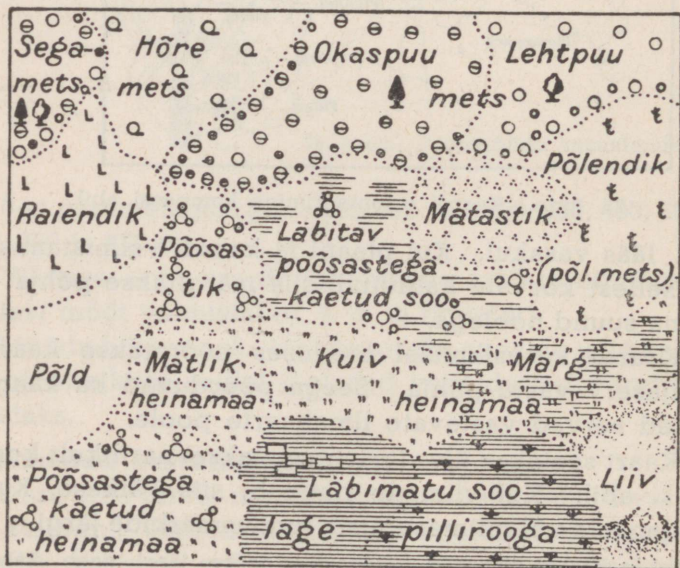 Sega-
mets
Hõre
mets
Okaspuu
mets
Lehtpuu
Raiendik
Põõsas
tik
Läbitav
põõsastega
kaetud soo
Mätastik
Põlendik
(põl. mets)
Põld
Mätlik
heinamaa
Kuiv
heinamaa
Märg
Põõsastega
kaetud
heinamaa
Läbimatu soo
lage
pillirooga
Liiv